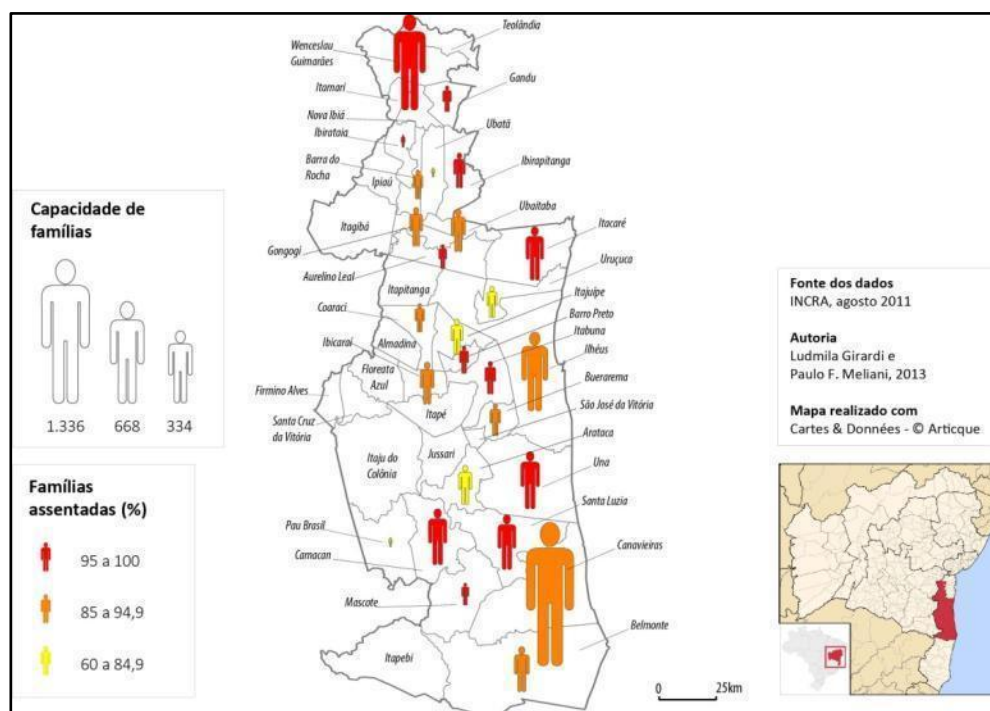 Teolândia
Wenceslau
Guimarães
Gandu
Itamari
Nova Ibiá
Ubatã
Ibirataia
Barra do
Rocha
Ibirapitanga
Ipiaú
Ubaitaba
Itagibá
Itacaré
Gongogi
Uruçuca
Aurelino Leal
Itajuípe
Itapitanga
Barro Preto
Coaraci
Itabuna
Ibicaraí
Almadina
Ilhéus
Floreata
Azul
Buerarema
Firmino Alves
Itapé
São José da Vitória
Santa Cruz
da Vitória
Arataca
Jussari
Itaju do
Colônia
Una
Santa Luzia
Pau Brasil
Canavieiras
Camacan
Mascote
Belmonte
Itapebi
0 25km
Capacidade de
famílias
1.336 668 334
Famílias
assentadas (%)
95 a 100
85 a 94,9
60 a 84,9
Fonte dos dados
INCRA, agosto 2011
Autoria
Ludmila Girardi e
Paulo F. Meliani, 2013
Mapa realizado com
Cartes & Données - © Articque